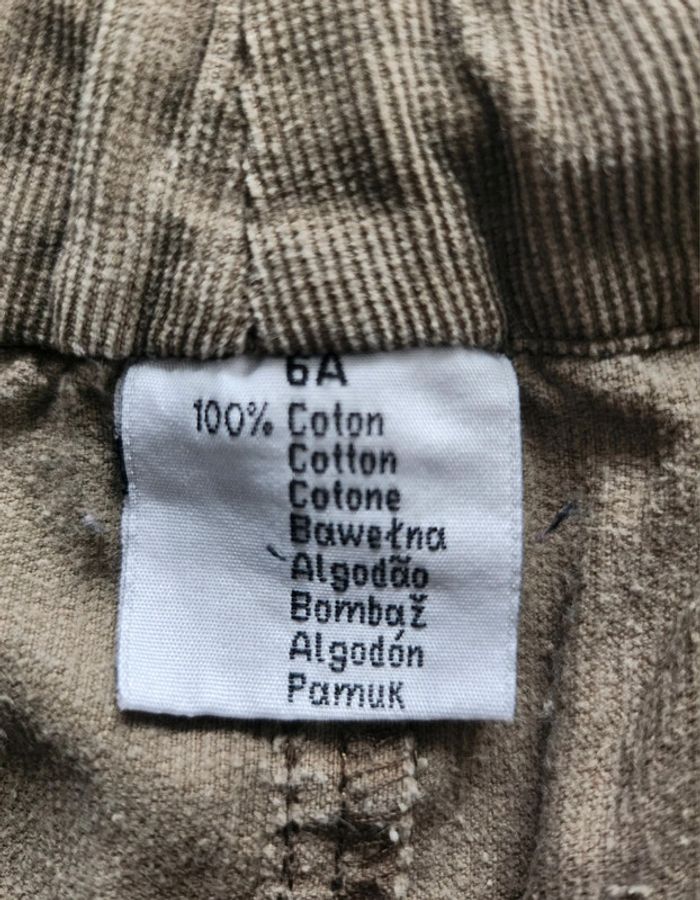 6A
100% Coton
Cotton
Cotone
Bawełna
Algodão
Bombaž
Algodón
Pamuk